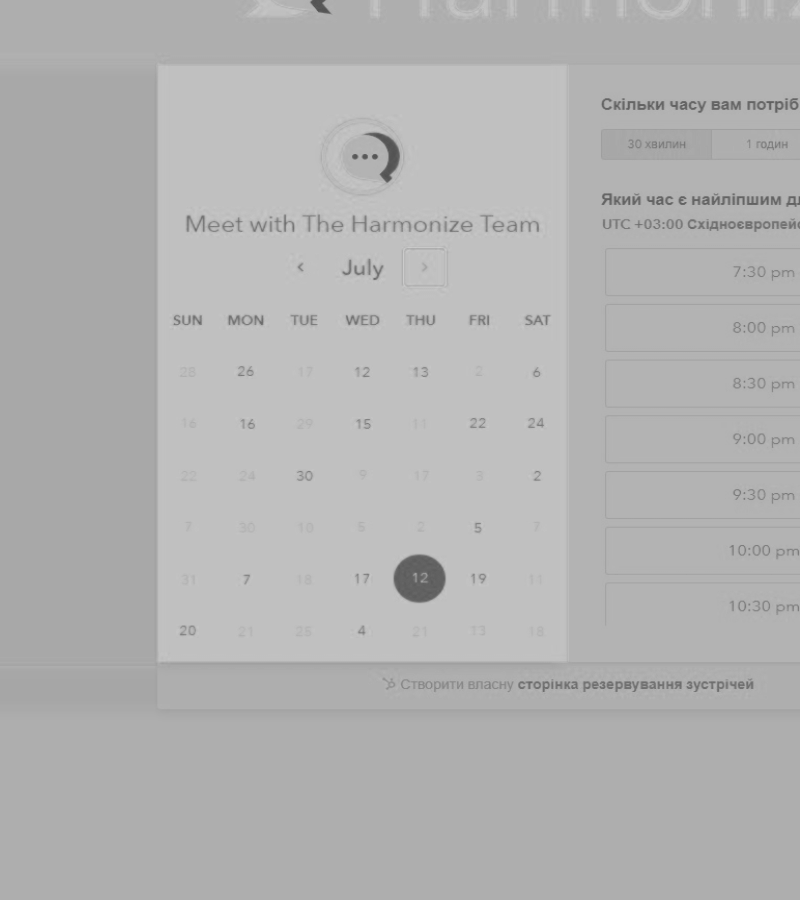 Harmoniz
Meet with The Harmonize Team
July
SUN MON TUE WED THU FRI SAT
28 26 17 12 13 2 6
16 16 29 15 11 22 24
22 24 30 9 17 3 2
7 30 10 5 2 5 7
31 7 18 17 12 19 11
20 21 25 4 21 13 18
Скільки часу вам потріб
30 хвилин 1 годин
Який час є найліпшим д
UTC +03:00 Східноєвропейс
7:30 pm
8:00 pm
8:30 pm
9:00 pm
9:30 pm
10:00 pm
10:30 pm
Створити власну сторінка резервування зустрічей